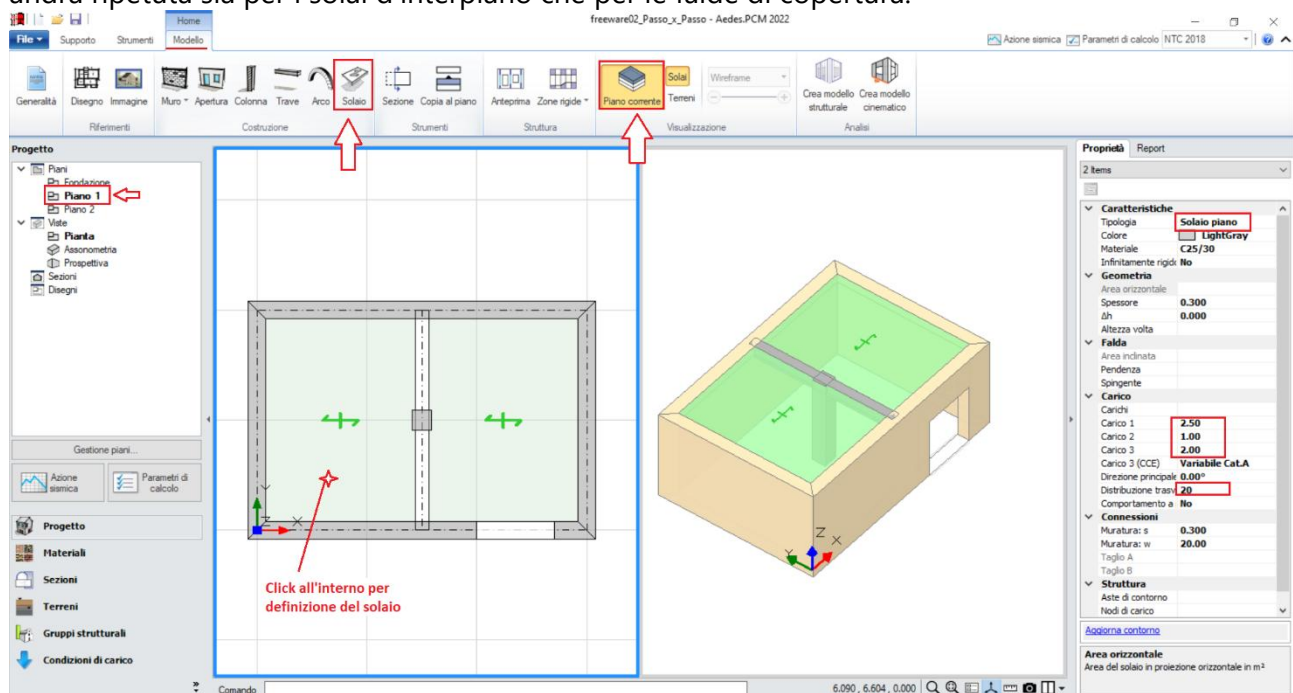 andrà ripetuta sia per i solai d'interpiano che per le falde di copertura.
freeware02_Passo_x_Passo - Aedes.PCM 2022
Home
File Supporto Strumenti Modello
Azione sismica Parametri di calcolo NTC 2018
Generalità Disegno Immagine Muro Apertura Colonna Trave Arco Solaio Sezione Copia al piano Anteprima Zone rigide Piano corrente Solai Terreni Wireframe Crea modello strutturale Crea modello cinematico
Riferimenti Costruzione Strumenti Struttura Visualizzazione Analisi
Progetto
Piani
Fondazione
Piano 1
Piano 2
Viste
Pianta
Assonometria
Prospettiva
Sezioni
Disegni
Gestione piani...
Azione sismica
Parametri di calcolo
Progetto
Materiali
Sezioni
Terreni
Gruppi strutturali
Condizioni di carico
Y
Z X
Click all'interno per
definizione del solaio
Z
Y X
Comando
6.090 , 6.604 , 0.000
Proprietà Report
2 Items
Caratteristiche
Tipologia Solaio piano
Colore LightGray
Materiale C25/30
Infinitamente rigid No
Geometria
Area orizzontale
Spessore 0.300
Δh 0.000
Altezza volta
Falda
Area inclinata
Pendenza
Spingente
Carico
Carichi
Carico 1 2.50
Carico 2 1.00
Carico 3 2.00
Carico 3 (CCE) Variabile Cat.A
Direzione principale 0.00°
Distribuzione trasv 20
Comportamento a No
Connessioni
Muratura: s 0.300
Muratura: w 20.00
Taglio A
Taglio B
Struttura
Aste di contorno
Nodi di carico
Aggiorna contorno
Area orizzontale
Area del solaio in proiezione orizzontale in m²